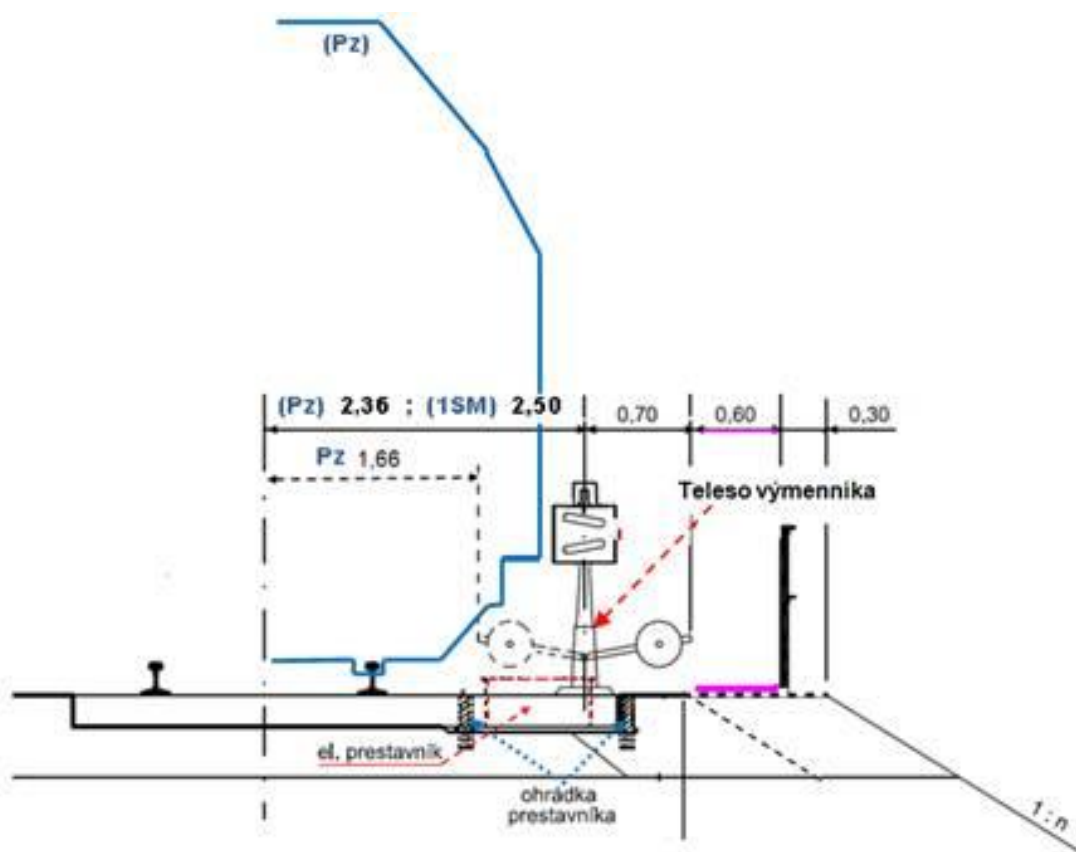 (Pz)
(Pz) 2,36 : (1SM) 2,50
0,70
0,60
0,30
Pz 1,66
Teleso výmenníka
el, prestavník
ohrádka
prestavníka
1 : n